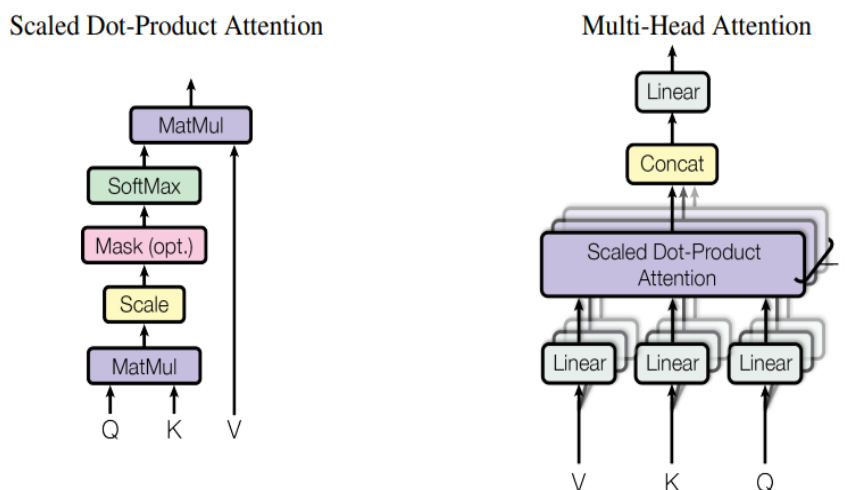 Scaled Dot-Product Attention
MatMul
SoftMax
Mask (opt.)
Scale
MatMul
Q K V
Multi-Head Attention
Linear
Concat
Scaled Dot-Product
Attention
Linear Linear Linear
V K Q